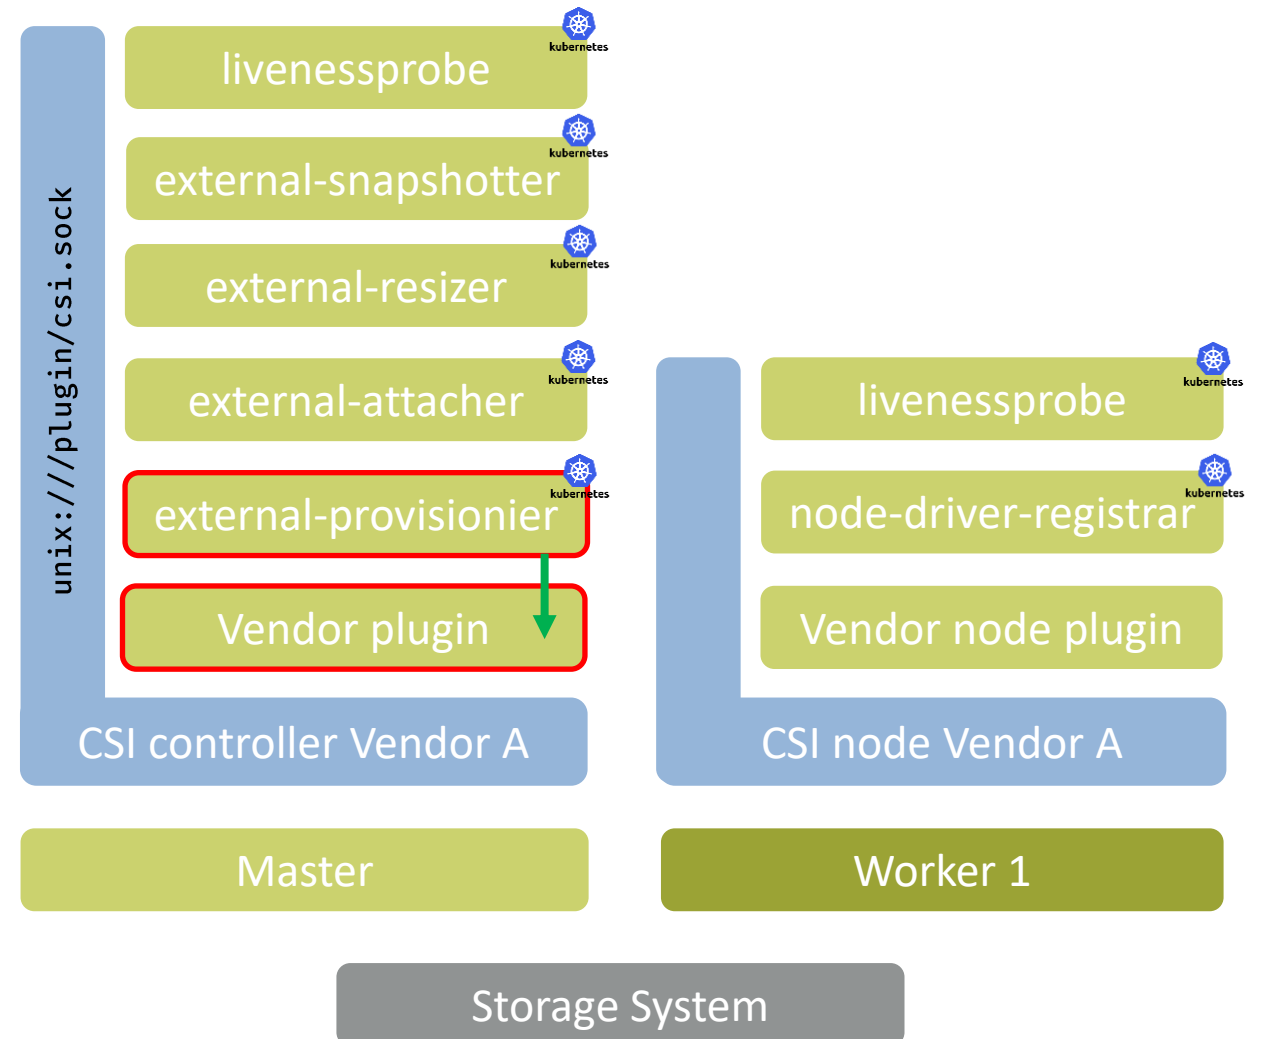 kubernetes
livenessprobe
kubernetes
external-snapshotter
kubernetes
external-resizer
kubernetes
external-attacher
kubernetes
external-provisionier
Vendor plugin
unix:///plugin/csi.sock
CSI controller Vendor A
Master
kubernetes
livenessprobe
kubernetes
node-driver-registrar
Vendor node plugin
CSI node Vendor A
Worker 1
Storage System